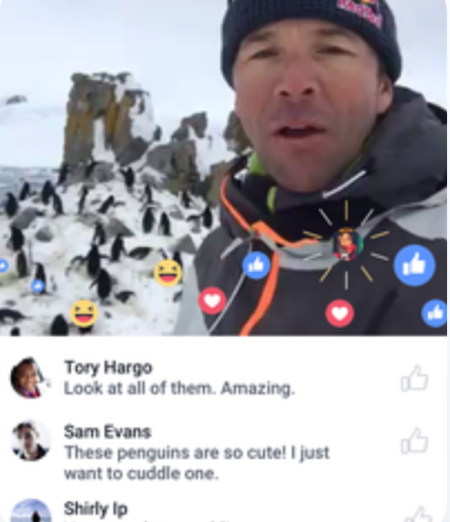 Red Bull
Tory Hargo
Look at all of them. Amazing.
Sam Evans
These penguins are so cute! I just
want to cuddle one.
Shirly Ip